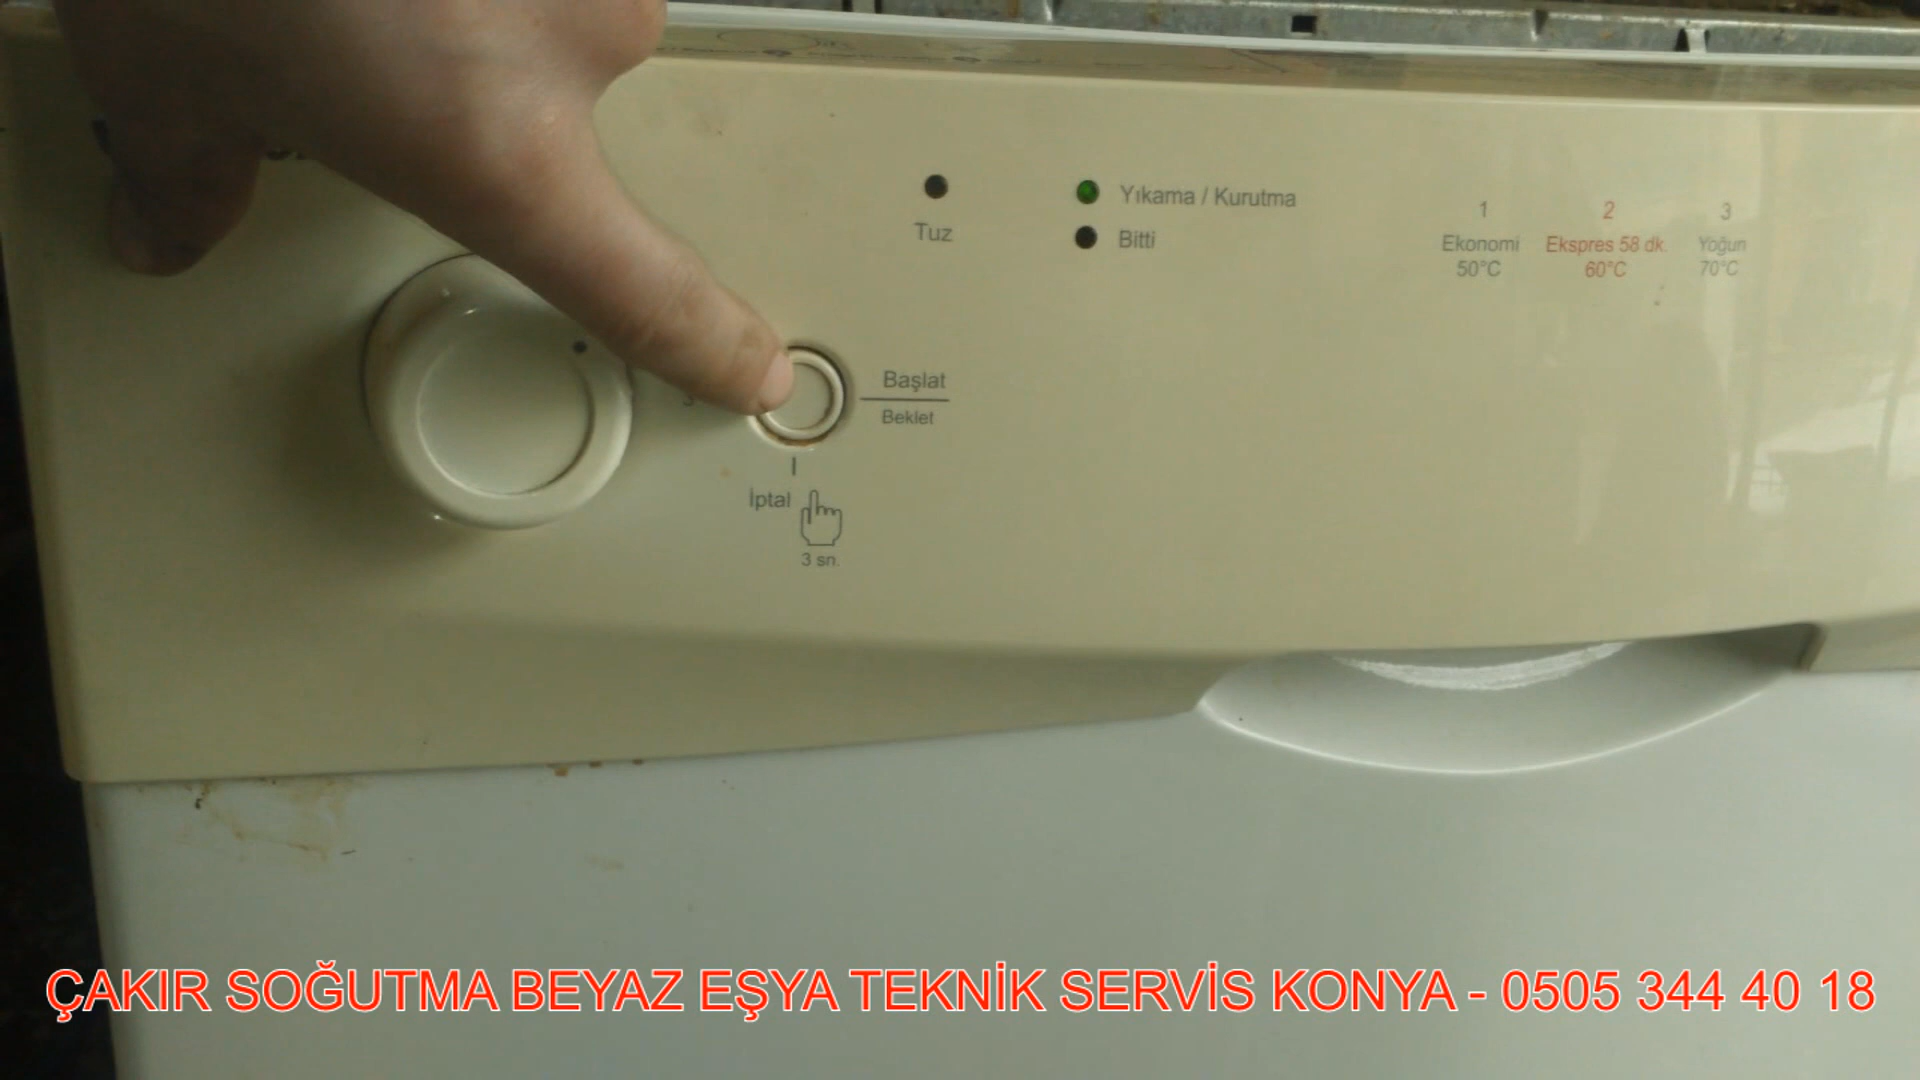 Tuz
Yıkama / Kurutma
Bitti
1
Ekonomi
50°C
2
Ekspres 58 dk.
60°C
3
Yoğun
70°C
Başlat
Beklet
İptal
3 sn.
ÇAKIR SOĞUTMA BEYAZ EŞYA TEKNİK SERVİS KONYA - 0505 344 40 18